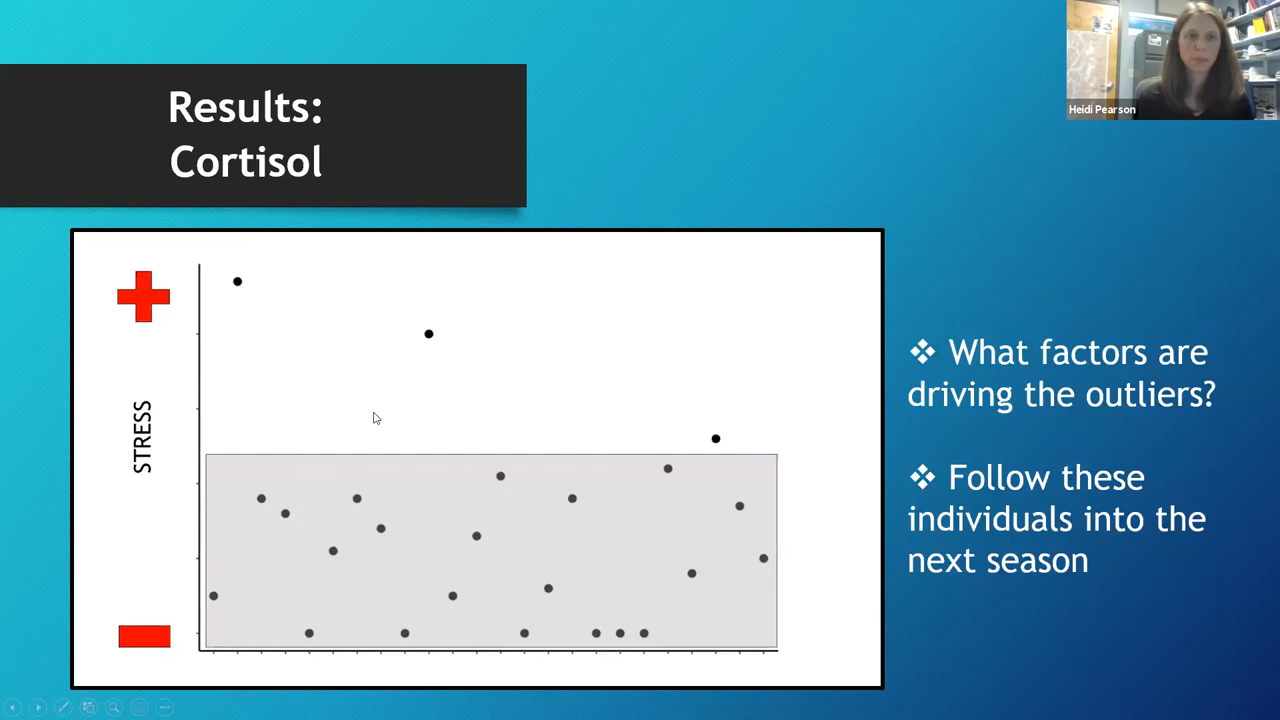 Results:
Cortisol
Heidi Pearson
STRESS
❖ What factors are
driving the outliers?
❖ Follow these
individuals into the
next season